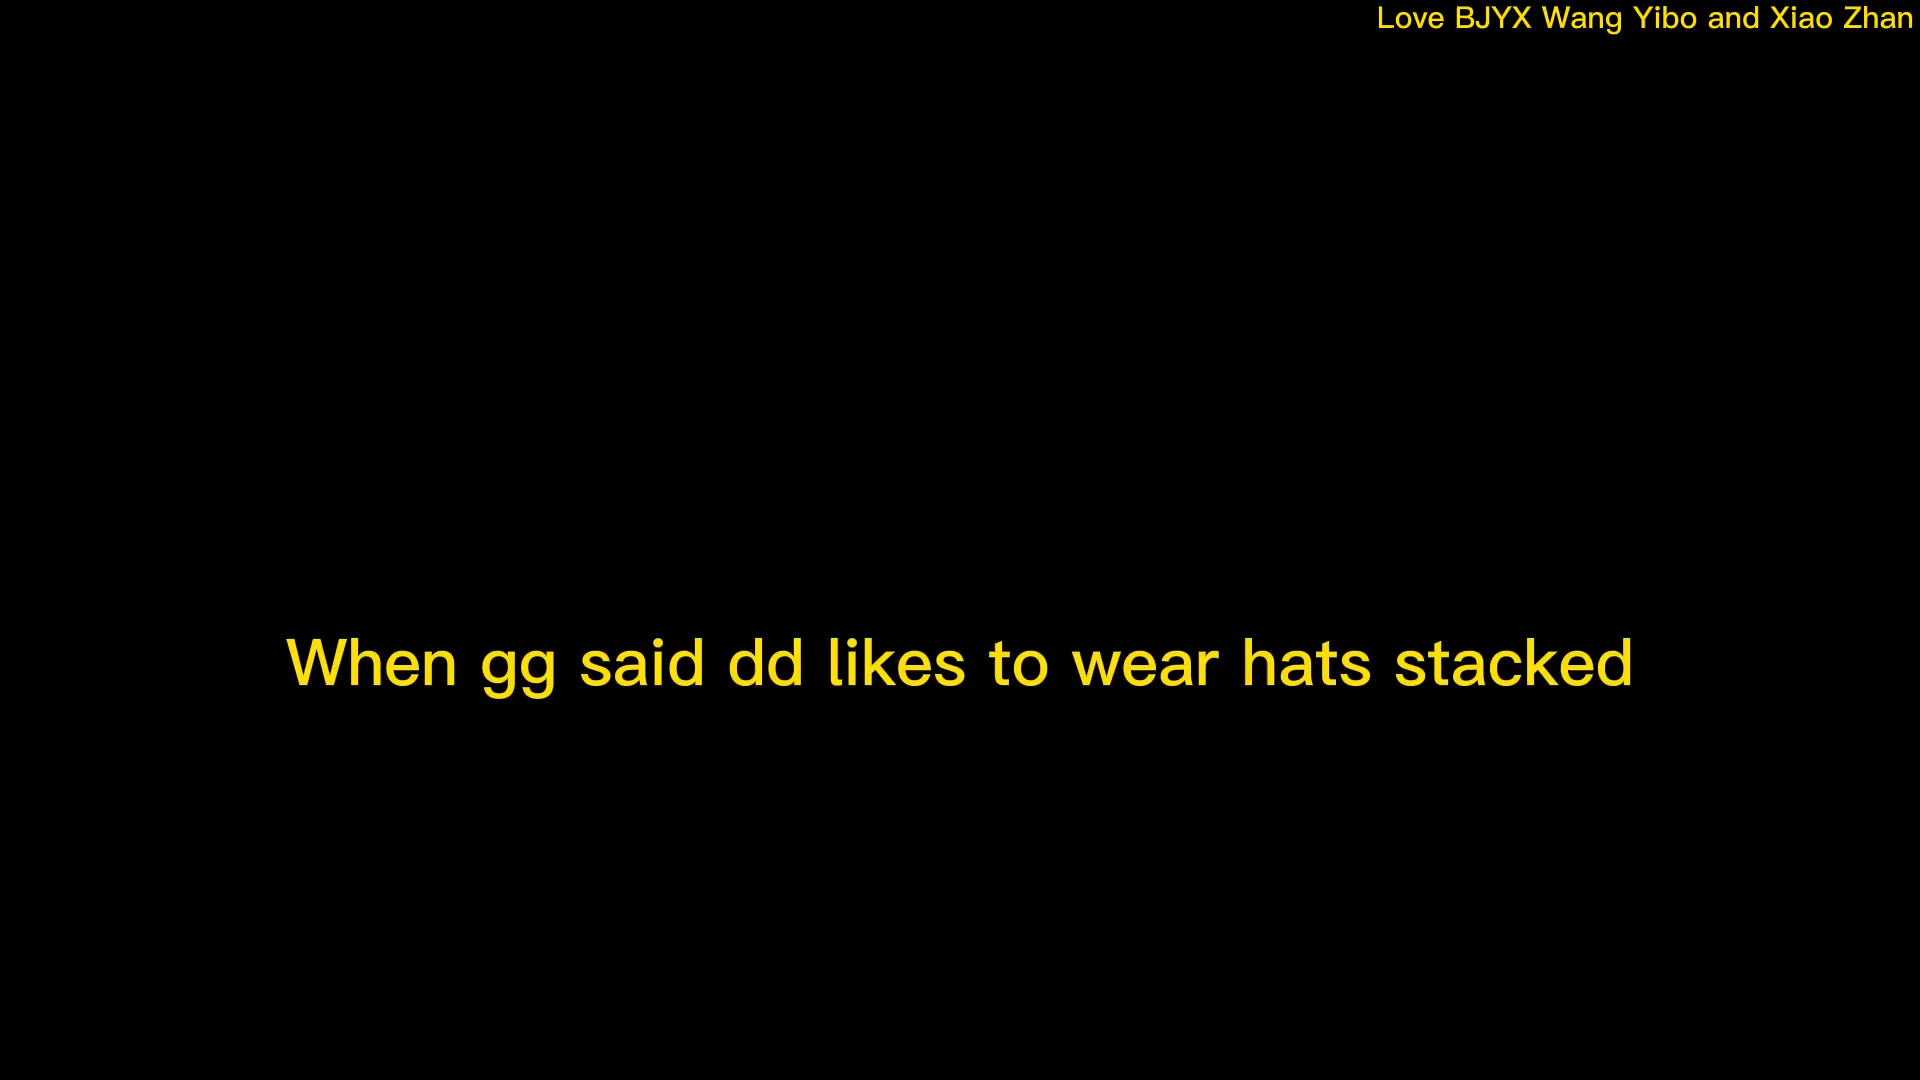 Love BJYX Wang Yibo and Xiao Zhan
When gg said dd likes to wear hats stacked